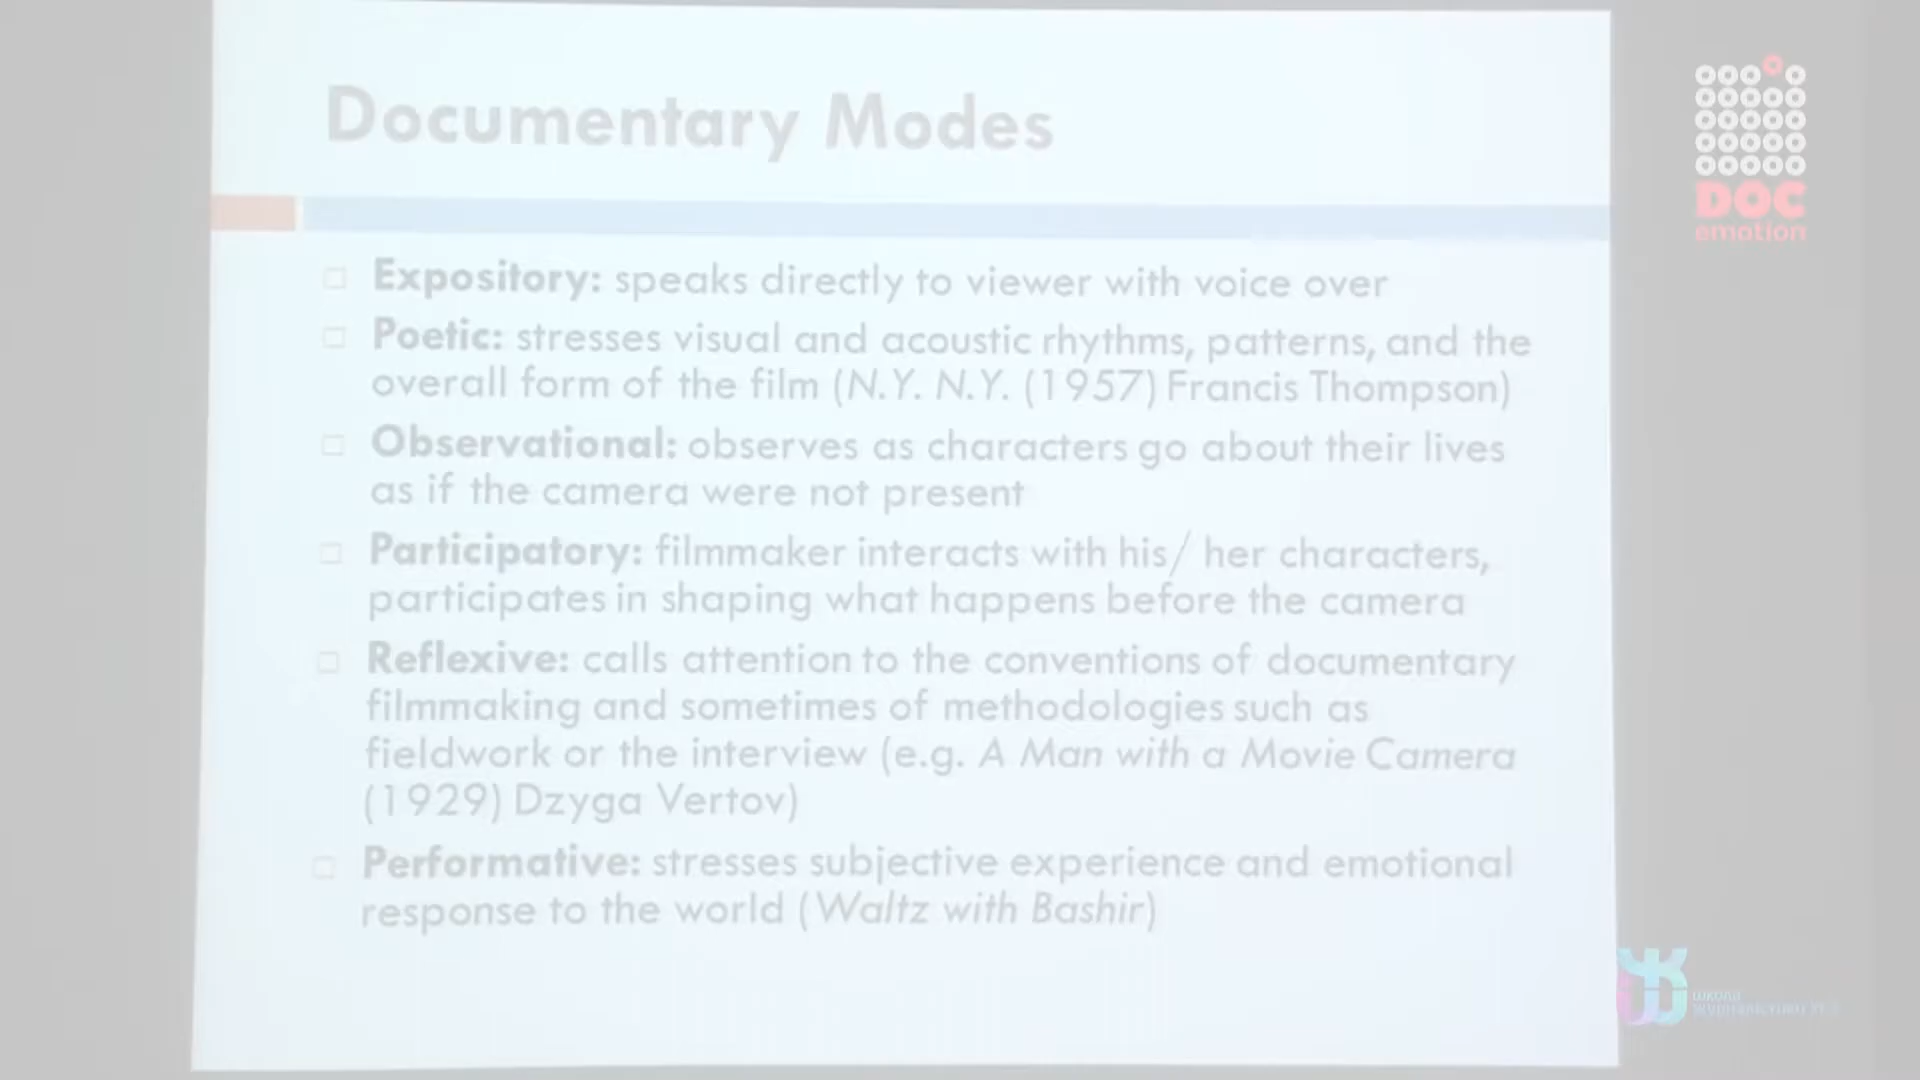 Documentary Modes
DOC
emotion
Expository: speaks directly to viewer with voice over
Poetic: stresses visual and acoustic rhythms, patterns, and the
overall form of the film (N.Y. N.Y. (1957) Francis Thompson)
Observational: observes as characters go about their lives
as if the camera were not present
Participatory: filmmaker interacts with his/ her characters,
participates in shaping what happens before the camera
Reflexive: calls attention to the conventions of documentary
filmmaking and sometimes of methodologies such as
fieldwork or the interview (e.g. A Man with a Movie Camera
(1929) Dzyga Vertov)
Performative: stresses subjective experience and emotional
response to the world (Waltz with Bashir)
школа